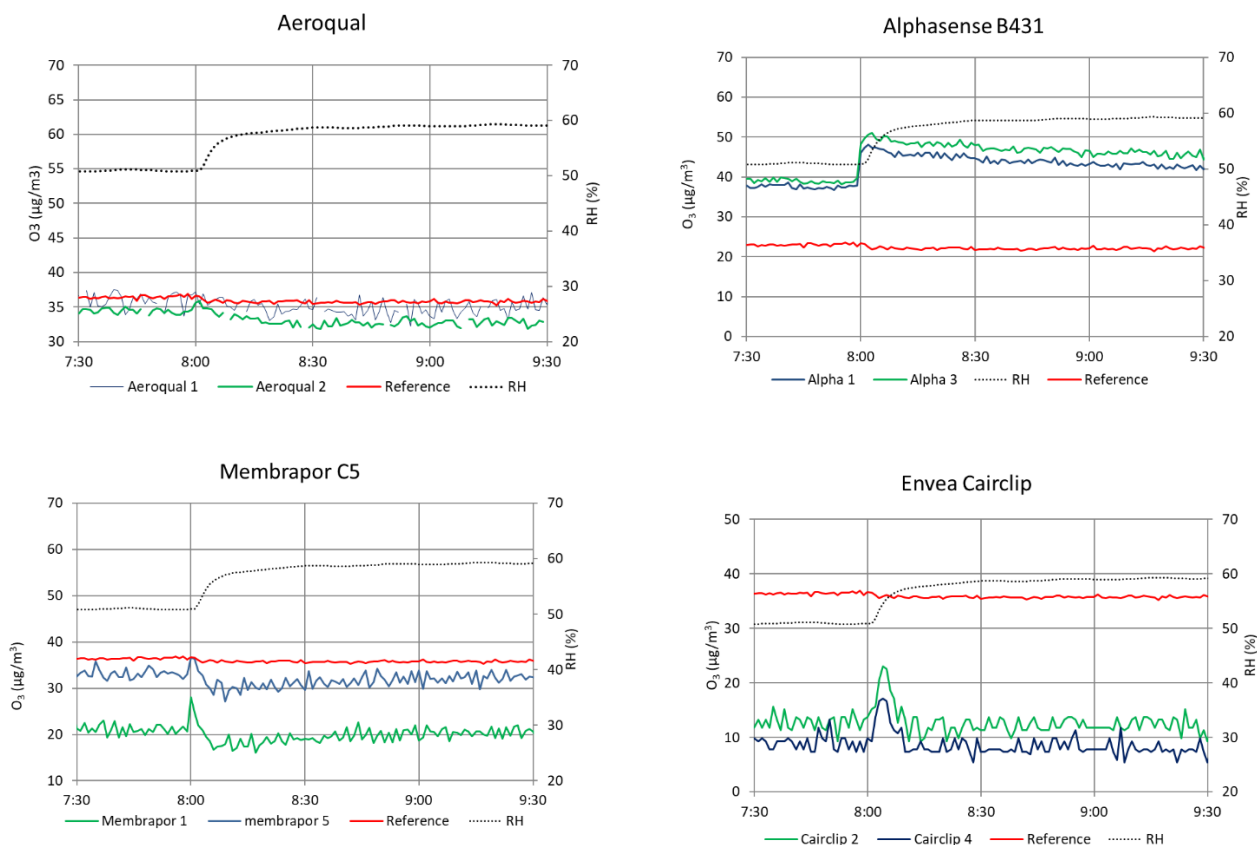 Aeroqual
70
65
60
55
50
45
40
35
30
O3 (µg/m3)
70
60
50
40
30
20
RH (%)
7:30 8:00 8:30 9:00 9:30
Aeroqual 1 Aeroqual 2 Reference RH
Alphasense B431
70
60
50
40
30
20
10
0
O₃ (µg/m³)
70
60
50
40
30
20
RH (%)
7:30 8:00 8:30 9:00 9:30
Alpha 1 Alpha 3 RH Reference
Membrapor C5
70
60
50
40
30
20
10
O₃ (µg/m³)
70
60
50
40
30
20
RH (%)
7:30 8:00 8:30 9:00 9:30
Membrapor 1 membrapor 5 Reference RH
Envea Cairclip
50
40
30
20
10
0
O₃ (µg/m³)
70
60
50
40
30
20
RH (%)
7:30 8:00 8:30 9:00 9:30
Cairclip 2 Cairclip 4 Reference RH